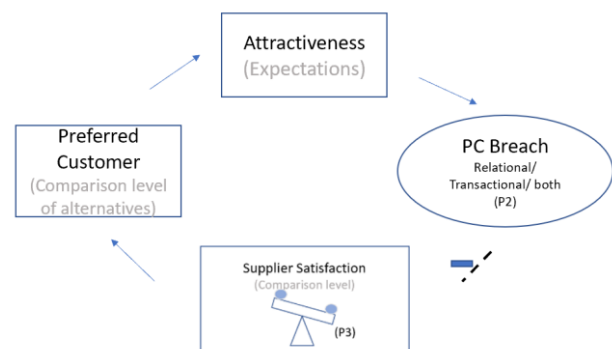 Attractiveness
(Expectations)
Preferred
Customer
(Comparison level
of alternatives)
PC Breach
Relational/
Transactional/ both
(P2)
Supplier Satisfaction
(Comparison level)
(P3)